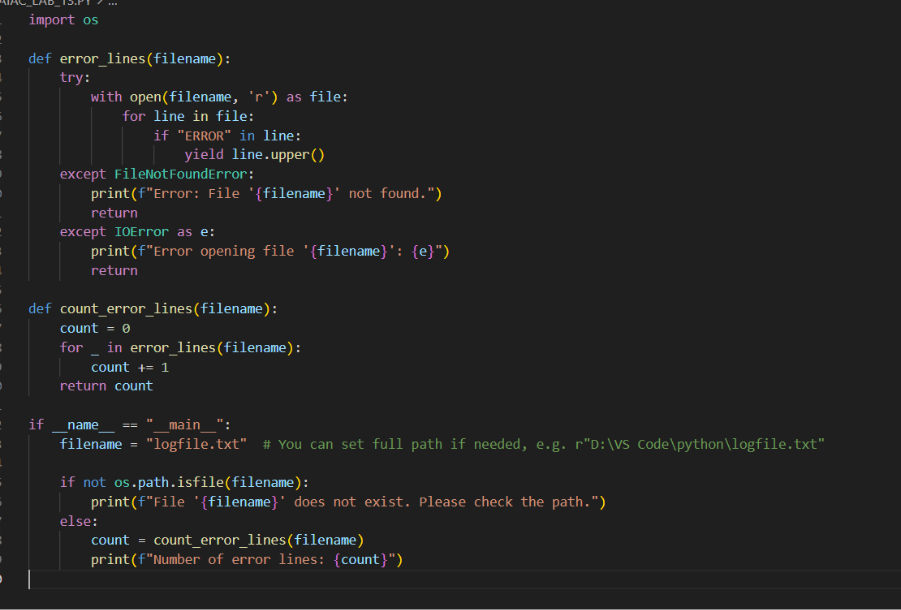 AIAC_LAB_13.PY > ...
import os
def error_lines(filename):
    try:
        with open(filename, 'r') as file:
            for line in file:
                if "ERROR" in line:
                    yield line.upper()
    except FileNotFoundError:
        print(f"Error: File '{filename}' not found.")
        return
    except IOError as e:
        print(f"Error opening file '{filename}': {e}")
        return
def count_error_lines(filename):
    count = 0
    for _ in error_lines(filename):
        count += 1
    return count
if __name__ == "__main__":
    filename = "logfile.txt"  # You can set full path if needed, e.g. r"D:\VS Code\python\logfile.txt"
    if not os.path.isfile(filename):
        print(f"File '{filename}' does not exist. Please check the path.")
    else:
        count = count_error_lines(filename)
        print(f"Number of error lines: {count}")